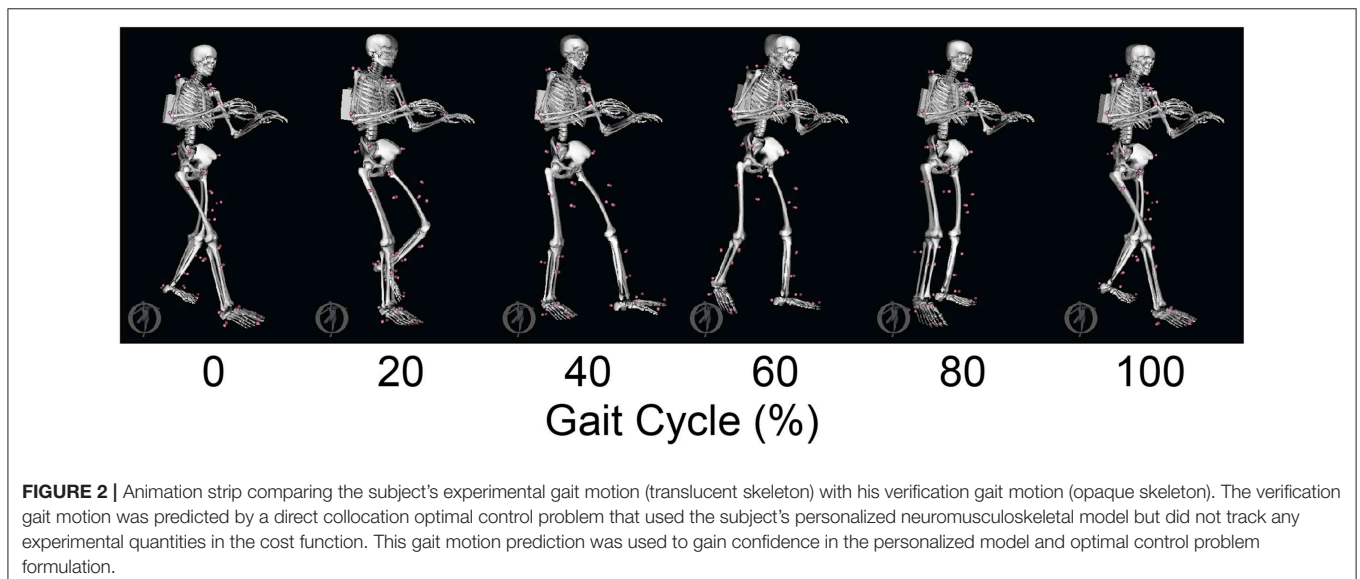 0 20 40 60 80 100
Gait Cycle (%)
FIGURE 2 | Animation strip comparing the subject's experimental gait motion (translucent skeleton) with his verification gait motion (opaque skeleton). The verification
gait motion was predicted by a direct collocation optimal control problem that used the subject's personalized neuromusculoskeletal model but did not track any
experimental quantities in the cost function. This gait motion prediction was used to gain confidence in the personalized model and optimal control problem
formulation.